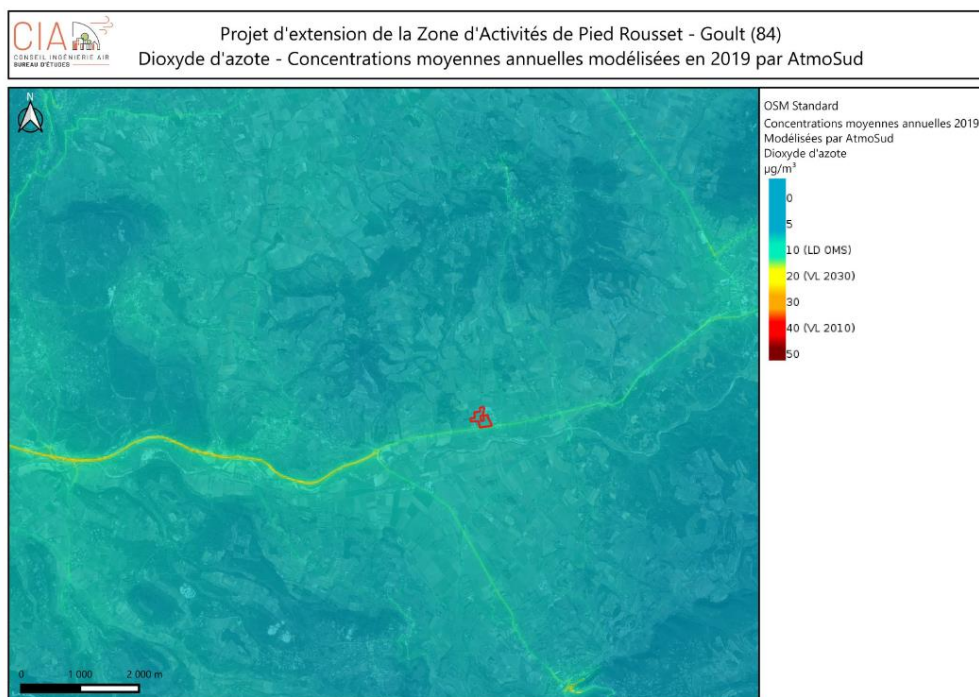 CIA
CONSEIL INGÉNIERIE AIR
BUREAU D'ÉTUDES
Projet d'extension de la Zone d'Activités de Pied Rousset - Goult (84)
Dioxyde d'azote - Concentrations moyennes annuelles modélisées en 2019 par AtmoSud
N
OSM Standard
Concentrations moyennes annuelles 2019
Modélisées par AtmoSud
Dioxyde d'azote
µg/m³
0
5
10 (LD OMS)
20 (VL 2030)
30
40 (VL 2010)
50
0 1 000 2 000 m